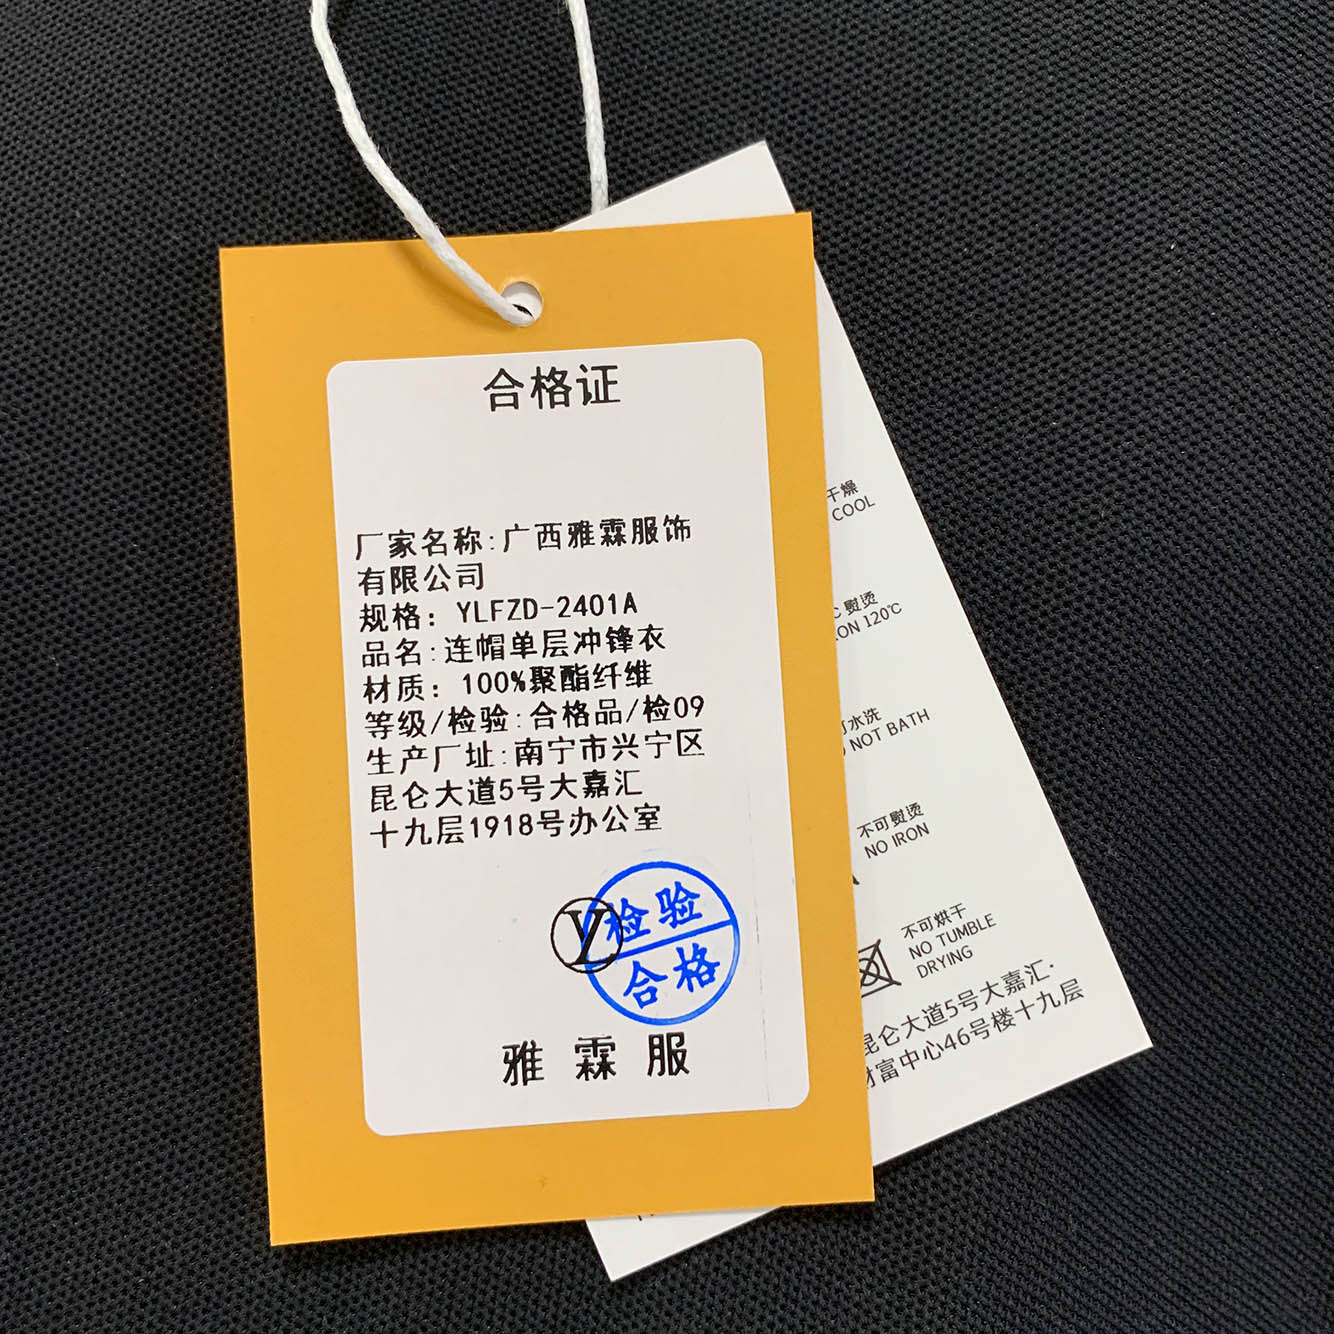 合格证
厂家名称:广西雅霖服饰
有限公司
规格: YLFZD-2401A
品名:连帽单层冲锋衣
材质: 100%聚酯纤维
等级/检验:合格品/检09
生产厂址:南宁市兴宁区
昆仑大道5号大嘉汇
十九层1918号办公室
检验
合格
雅霖服
干燥
COOL
熨烫
120℃
水洗
NOT BATH
不可熨烫
NO IRON
不可烘干
NO TUMBLE
DRYING
昆仑大道5号大嘉汇·
财富中心46号楼十九层